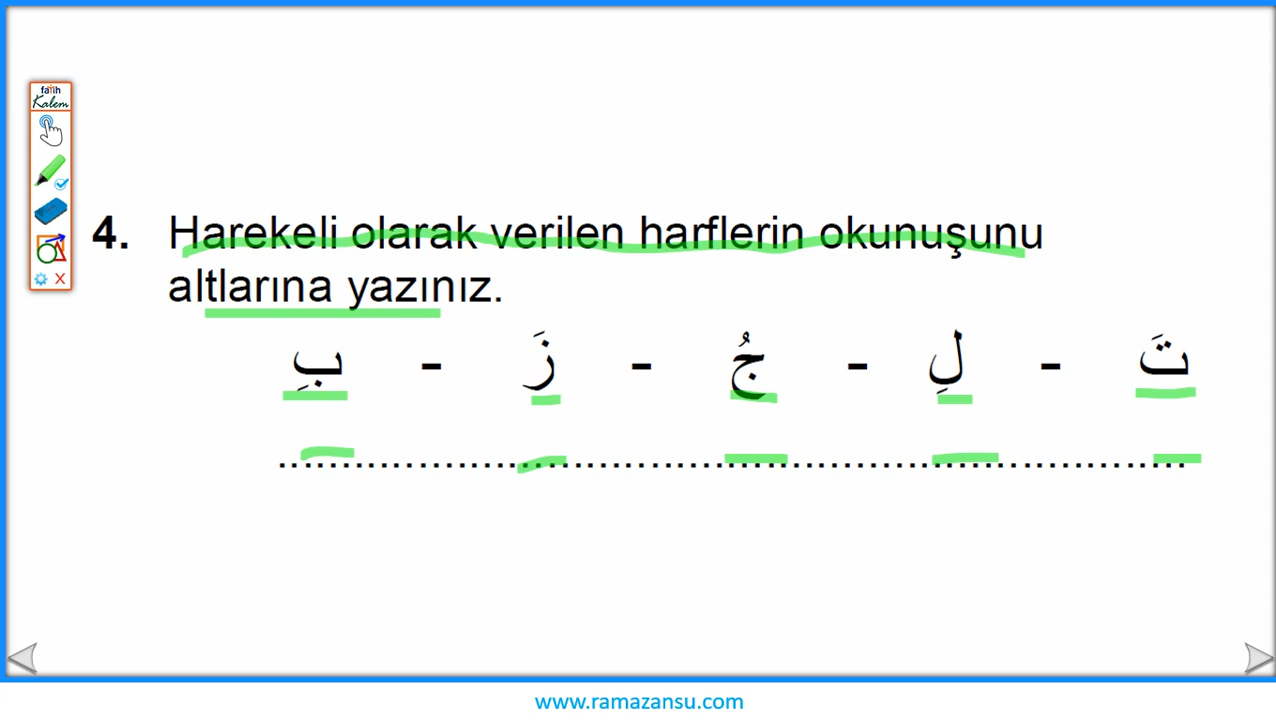 fatih
Kalem
4. Harekeli olarak verilen harflerin okunuşunu
altlarına yazınız.
تَ - لِ - جُ - زَ - بِ
................................................................
www.ramazansu.com